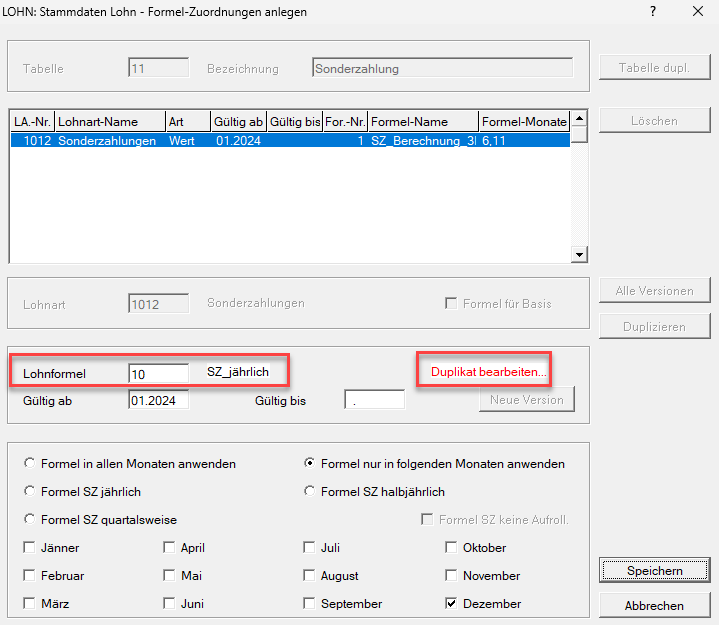 LOHN: Stammdaten Lohn - Formel-Zuordnungen anlegen ?
Tabelle 11 Bezeichnung Sonderzahlung Tabelle dupl.
LA.-Nr. Lohnart-Name Art Gültig ab Gültig bis For.-Nr. Formel-Name Formel-Monate
Löschen
1012 Sonderzahlungen Wert 01.2024 1 SZ_Berechnung_3 6,11
Lohnart 1012 Sonderzahlungen Formel für Basis
Alle Versionen
Duplizieren
Lohnformel 10 SZ_jährlich Duplikat bearbeiten...
Gültig ab 01.2024 Gültig bis . Neue Version
Formel in allen Monaten anwenden Formel nur in folgenden Monaten anwenden
Formel SZ jährlich Formel SZ halbjährlich
Formel SZ quartalsweise Formel SZ keine Aufroll.
Jänner April Juli Oktober
Februar Mai August November
März Juni September Dezember
Speichern
Abbrechen